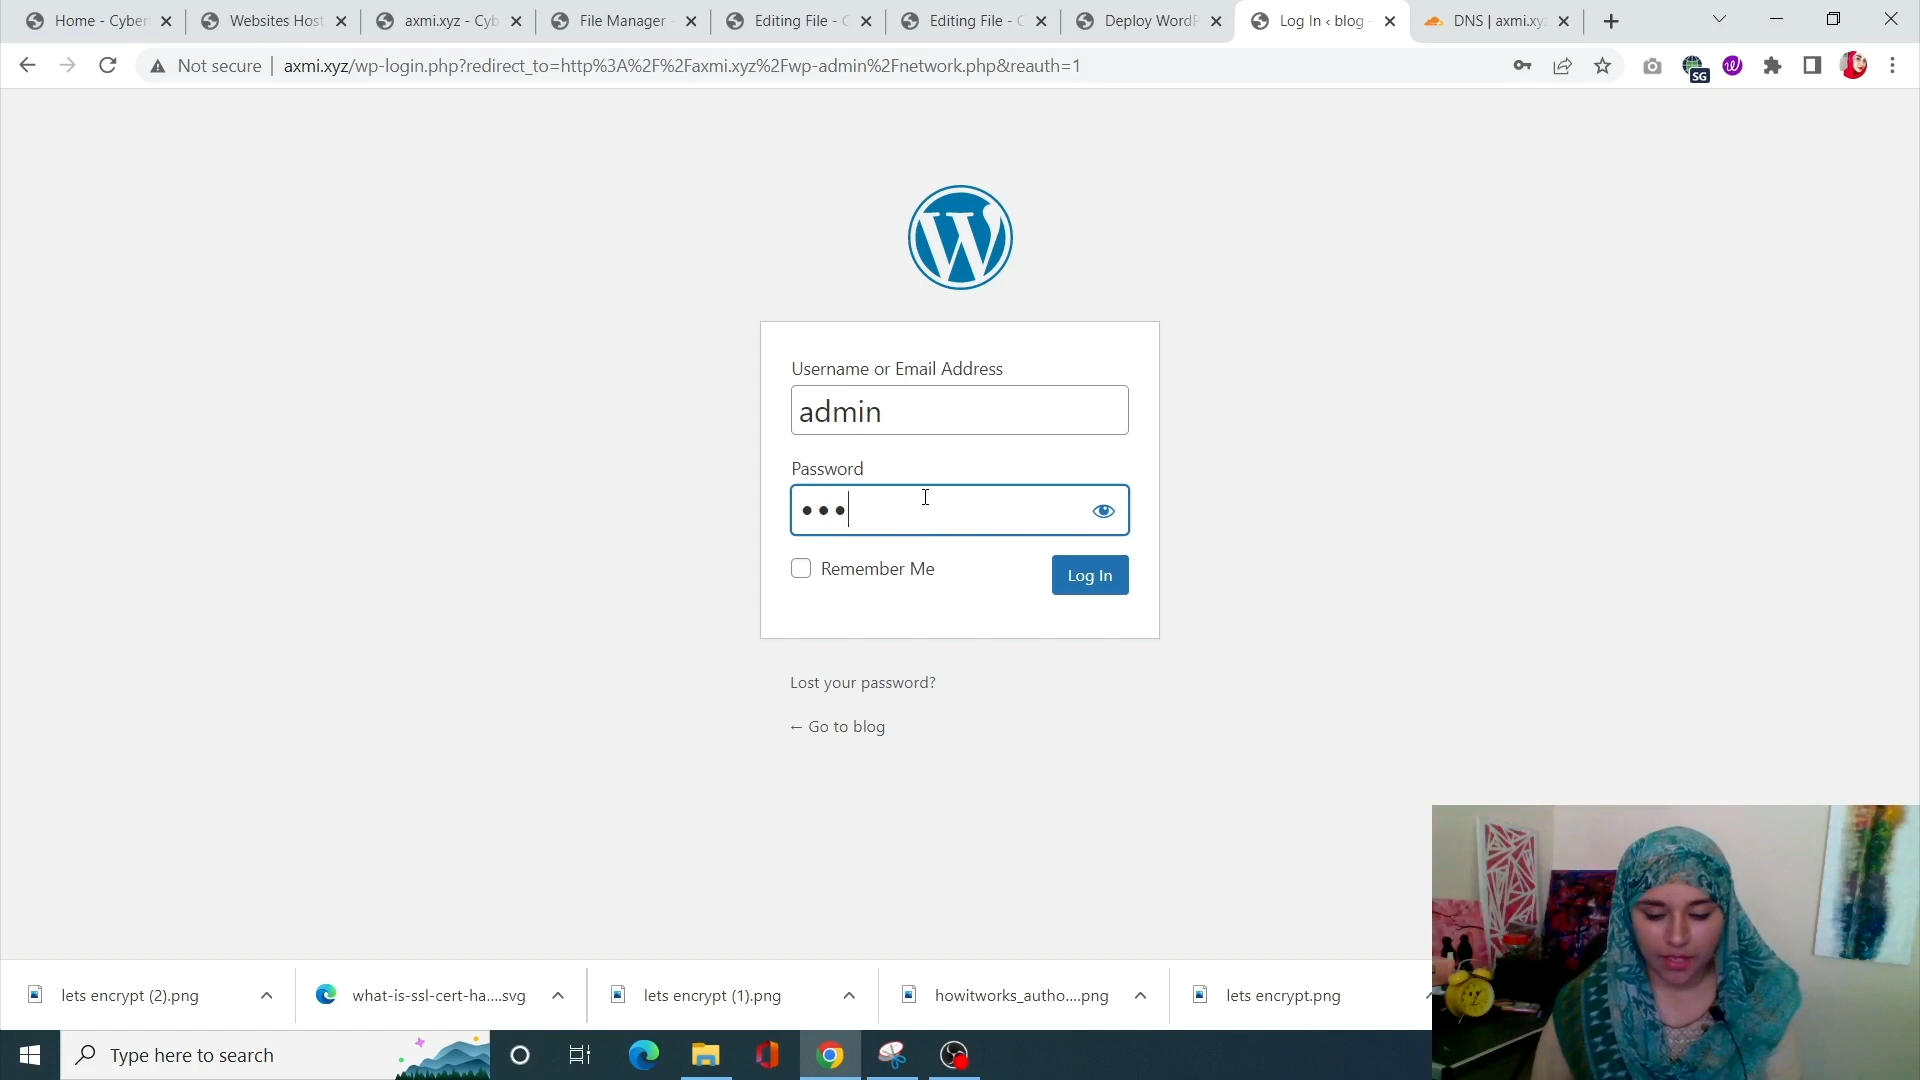 Home - Cyber
Websites Host
axmi.xyz - Cyb
File Manager -
Editing File - C
Editing File - C
Deploy WordP
Log In ‹ blog -
DNS | axmi.xyz
Not secure
axmi.xyz/wp-login.php?redirect_to=http%3A%2F%2Faxmi.xyz%2Fwp-admin%2Fnetwork.php&reauth=1
SG
Username or Email Address
admin
Password
Remember Me
Log In
Lost your password?
← Go to blog
lets encrypt (2).png
what-is-ssl-cert-ha....svg
lets encrypt (1).png
howitworks_autho....png
lets encrypt.png
Type here to search